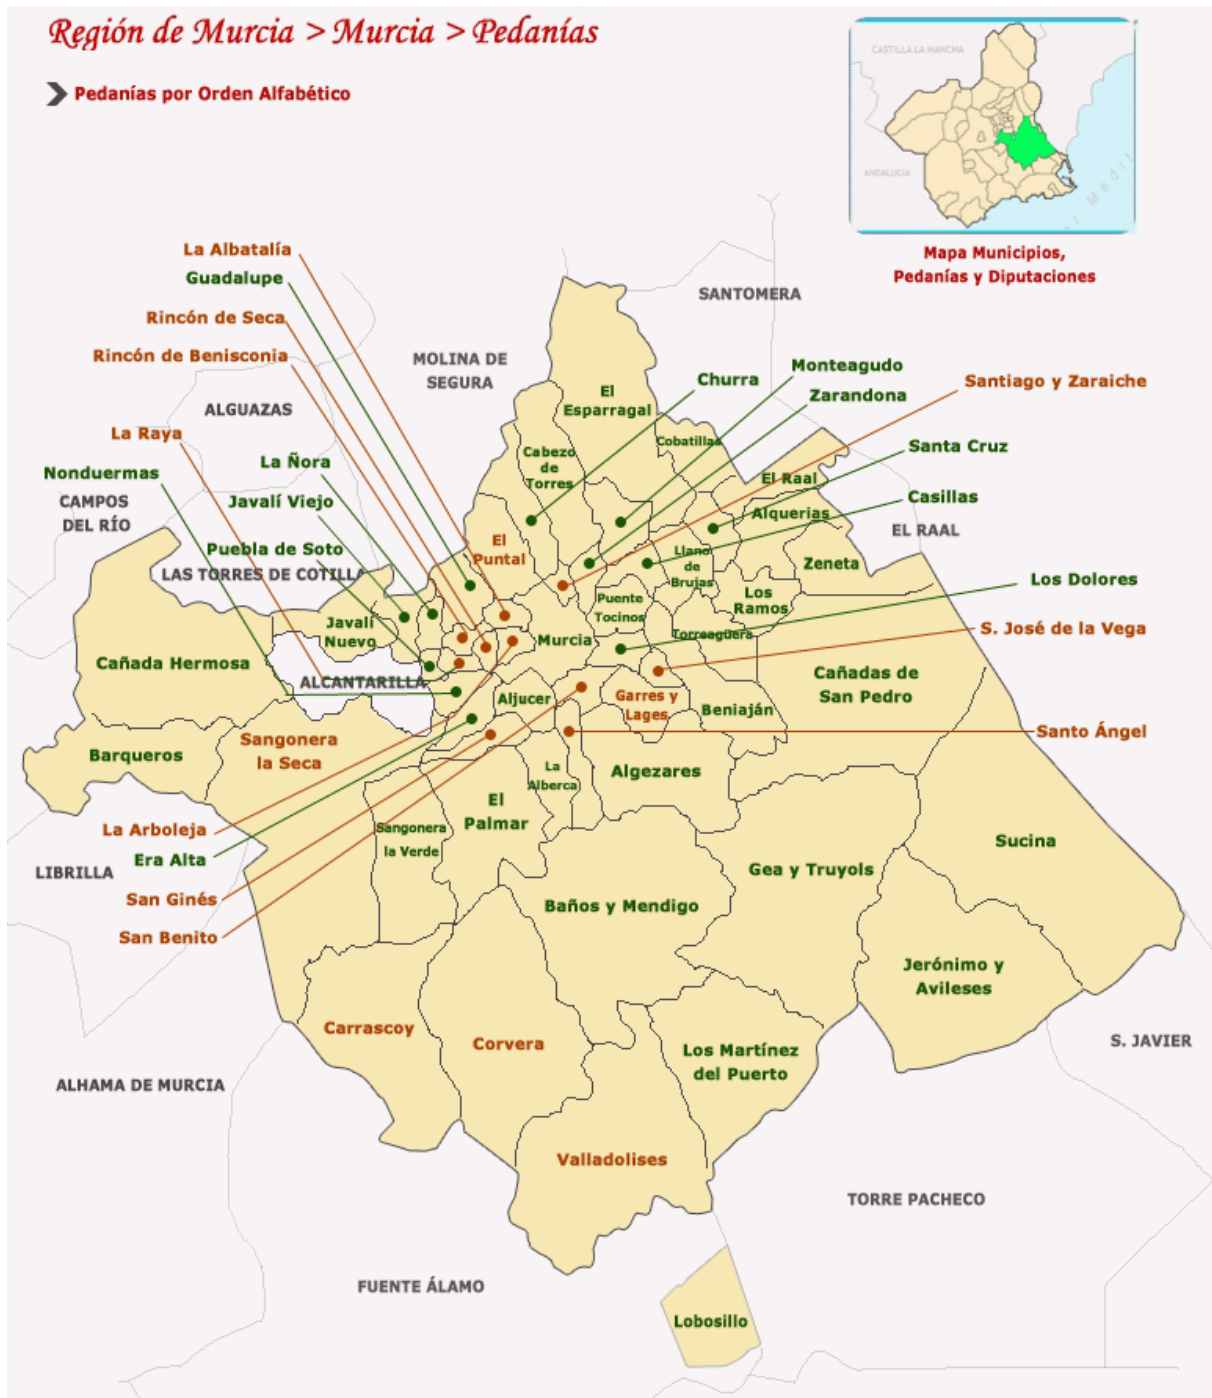 Región de Murcia > Murcia > Pedanías
Pedanías por Orden Alfabético
CASTILLA LA MANCHA
ANDALUCIA
Mapa Municipios,
Pedanías y Diputaciones
La Albatalía
Guadalupe
Rincón de Seca
Rincón de Benisconia
La Raya
Nonduermas
La Ñora
Javalí Viejo
Puebla de Soto
SANTOMERA
MOLINA DE
SEGURA
ALGUAZAS
CAMPOS
DEL RÍO
LAS TORRES DE COTILLA
Churra
Monteagudo
Zarandona
Santiago y Zaraiche
Santa Cruz
Casillas
EL RAAL
Los Dolores
S. José de la Vega
Santo Ángel
El
Esparragal
Cobatillas
Cabezo
de
Torres
El Raal
Alquerias
El
Puntal
Llano
de
Brujas
Zeneta
Puente
Tocinos
Los
Ramos
Torreagüera
Murcia
Javalí
Nuevo
Cañada Hermosa
ALCANTARILLA
Cañadas de
San Pedro
Aljucer
Garres y
Lages
Beniaján
Barqueros
Sangonera
la Seca
La
Alberca
Algezares
El
Palmar
Sangonera
la Verde
La Arboleja
Era Alta
San Ginés
San Benito
LIBRILLA
Sucina
Gea y Truyols
Baños y Mendigo
Jerónimo y
Avileses
Carrascoy
Corvera
Los Martínez
del Puerto
S. JAVIER
ALHAMA DE MURCIA
Valladolises
TORRE PACHECO
FUENTE ÁLAMO
Lobosillo